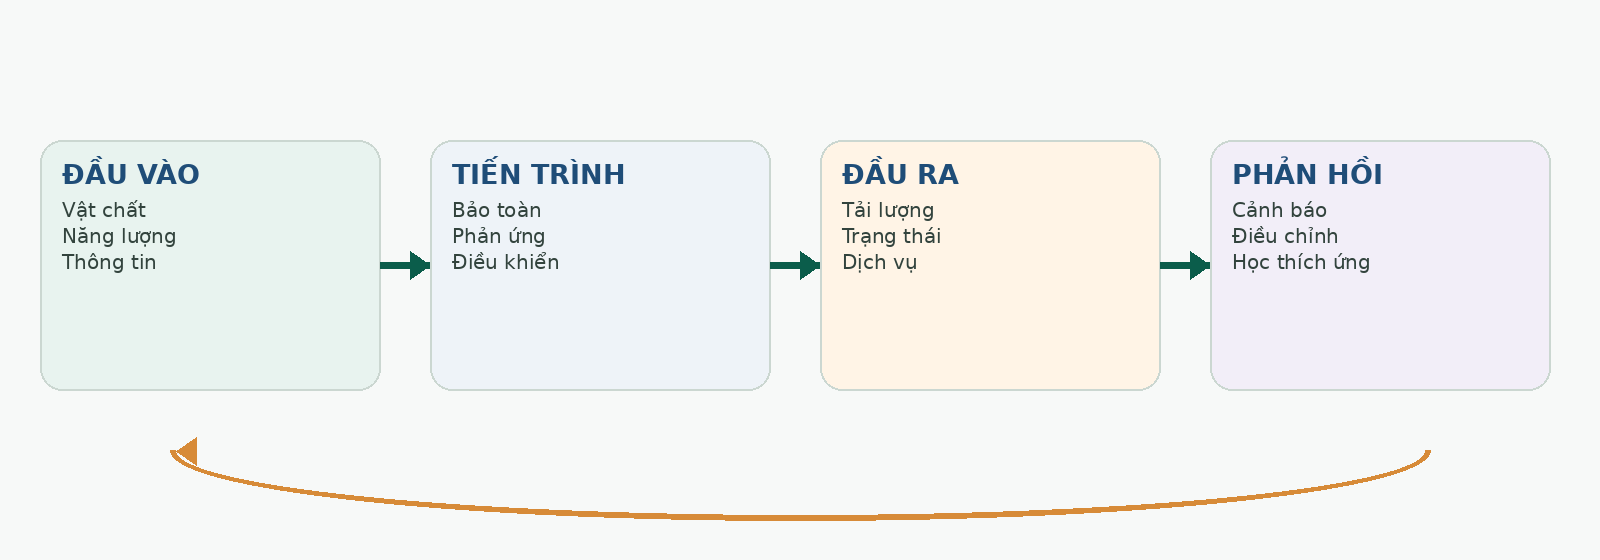 ĐẦU VÀO
Vật chất
Năng lượng
Thông tin
TIẾN TRÌNH
Bảo toàn
Phản ứng
Điều khiển
ĐẦU RA
Tải lượng
Trạng thái
Dịch vụ
PHẢN HỒI
Cảnh báo
Điều chỉnh
Học thích ứng